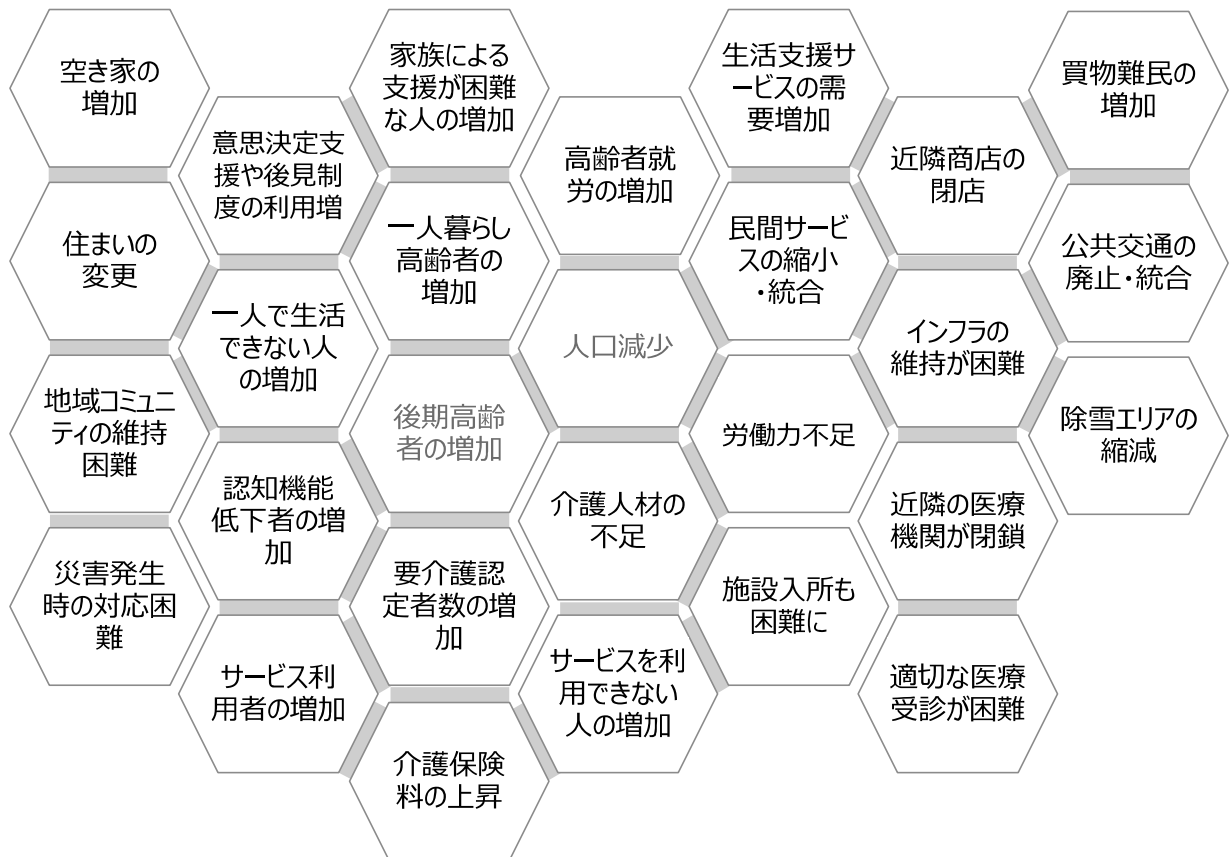 空き家の
増加
住まいの
変更
地域コミュニ
ティの維持
困難
災害発生
時の対応困
難
意思決定支
援や後見制
度の利用増
一人で生活
できない人
の増加
認知機能
低下者の増
加
サービス利
用者の増加
家族による
支援が困難
な人の増加
一人暮らし
高齢者の
増加
後期高齢
者の増加
要介護認
定者数の増
加
介護保険
料の上昇
高齢者就
労の増加
人口減少
介護人材の
不足
サービスを利
用できない
人の増加
生活支援サ
ービスの需
要増加
民間サービ
スの縮小
・統合
労働力不足
施設入所も
困難に
近隣商店の
閉店
インフラの
維持が困難
近隣の医療
機関が閉鎖
適切な医療
受診が困難
買物難民の
増加
公共交通の
廃止・統合
除雪エリアの
縮減